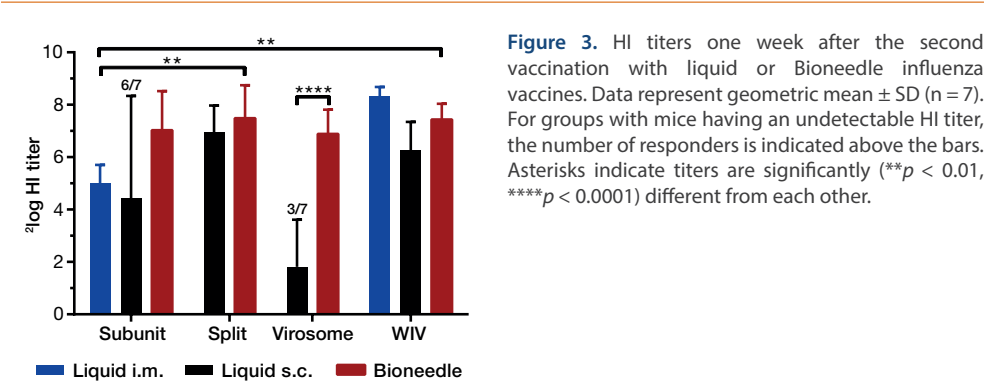 **
10
**
6/7
8
****
6
²log HI titer
4
3/7
2
0
Subunit Split Virosome WIV
Liquid i.m. Liquid s.c. Bioneedle
Figure 3. HI titers one week after the second
vaccination with liquid or Bioneedle influenza
vaccines. Data represent geometric mean ± SD (n = 7).
For groups with mice having an undetectable HI titer,
the number of responders is indicated above the bars.
Asterisks indicate titers are significantly (**p < 0.01,
****p < 0.0001) different from each other.